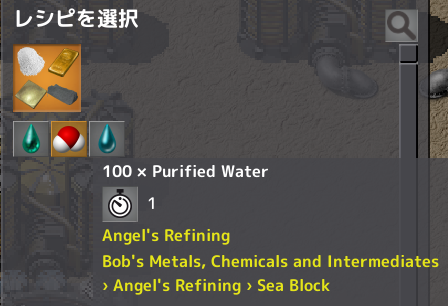 レシピを選択
100 × Purified Water
1
Angel's Refining
Bob's Metals, Chemicals and Intermediates
› Angel's Refining › Sea Block